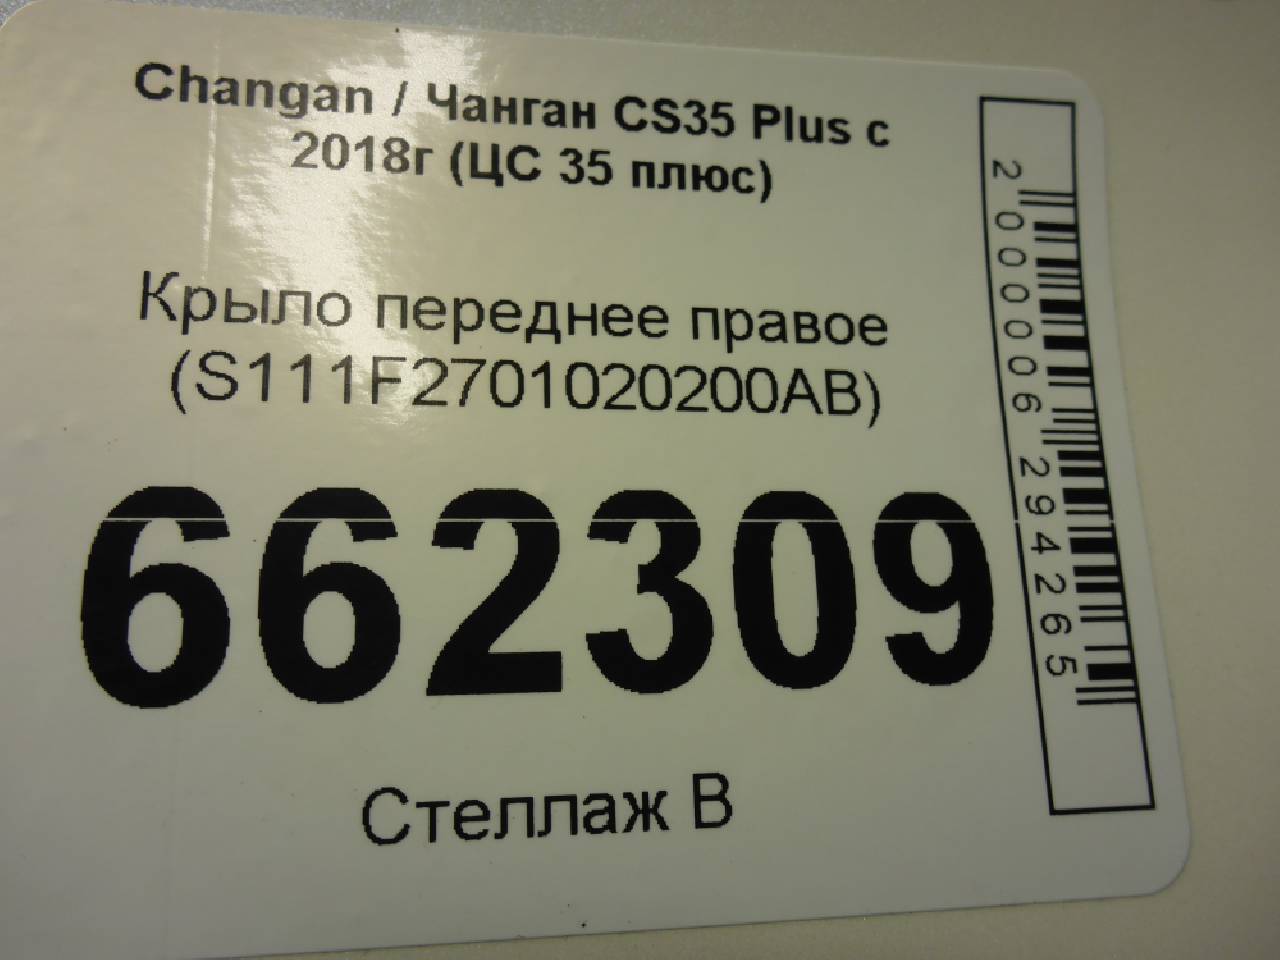 Changan / Чанган CS35 Plus с
2018г (ЦС 35 плюс)
Крыло переднее правое
(S111F2701020200AB)
662309
Стеллаж В
2000006294265